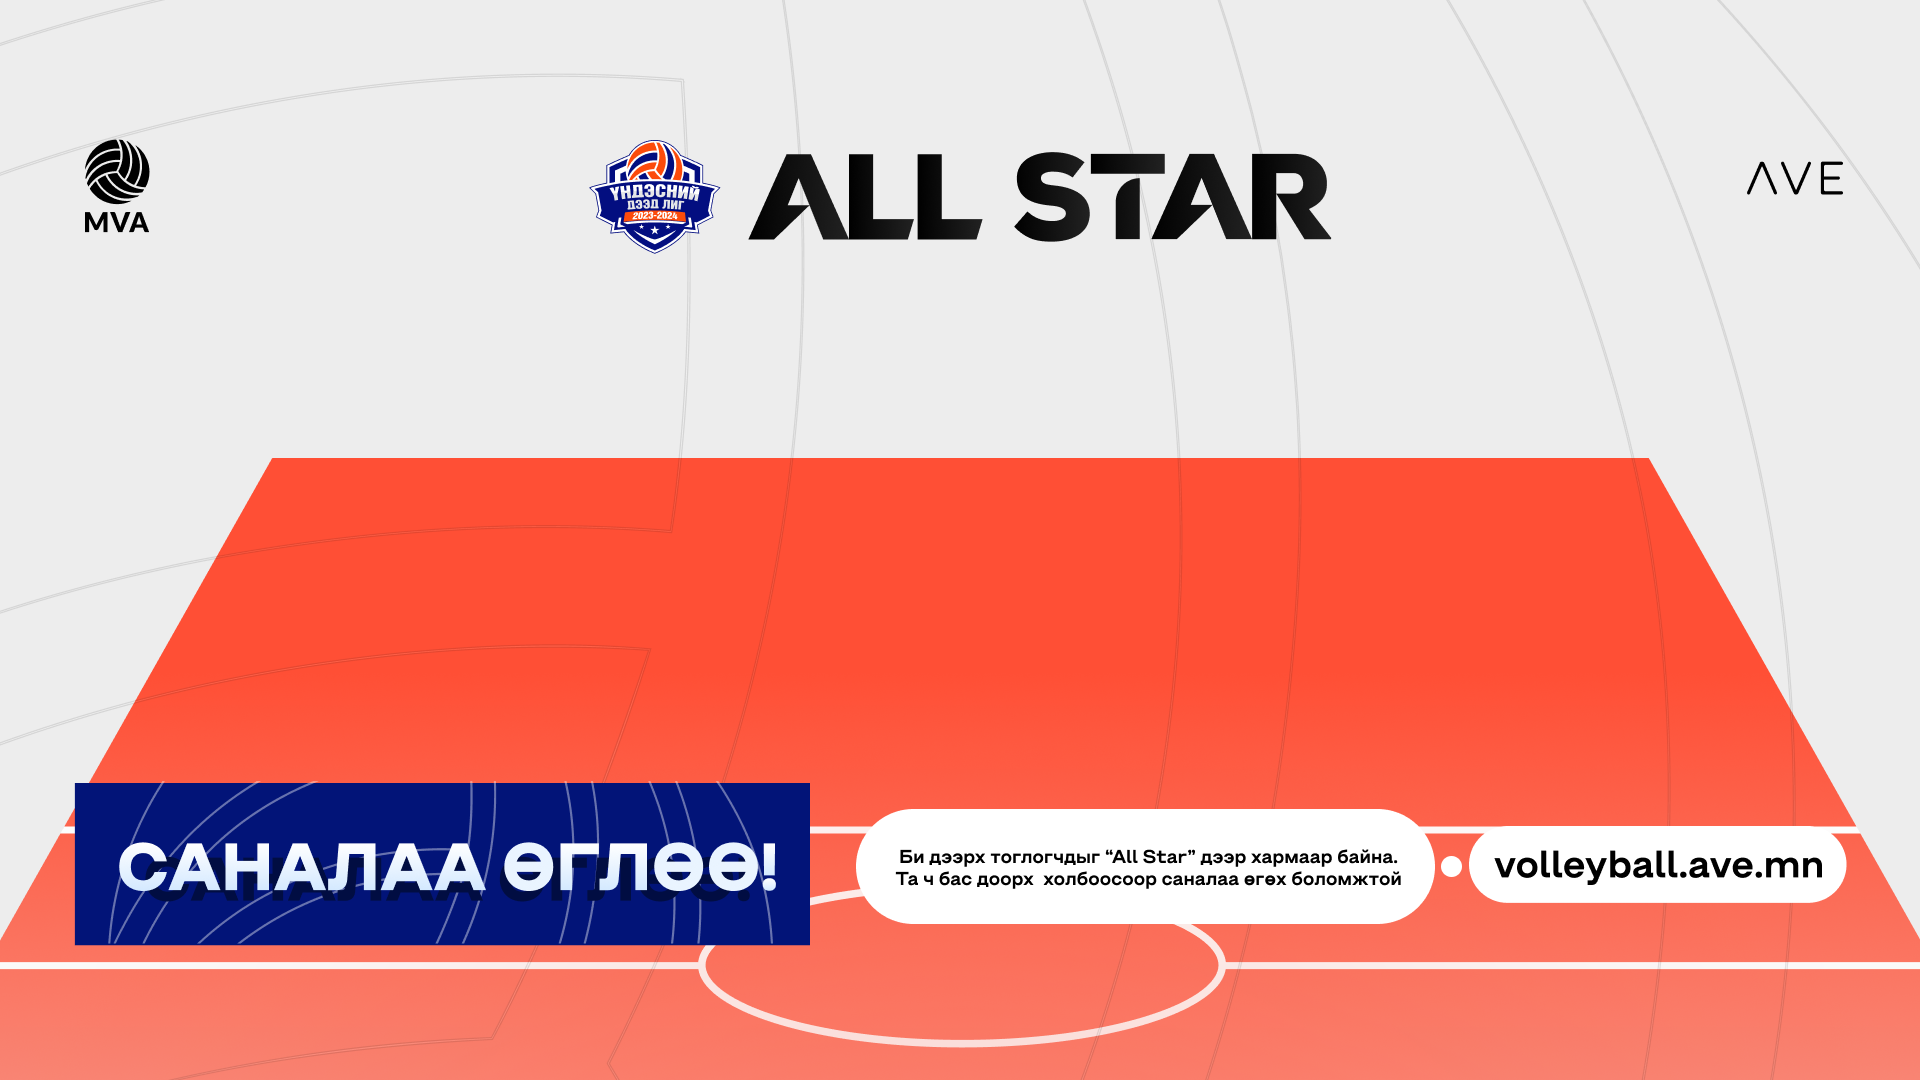 MVA
ҮНДЭСНИЙ
ДЭЭД ЛИГ
2023-2024
ALL STAR
AVE
САНАЛАА ӨГЛӨӨ!
Би дээрх тоглогчдыг “All Star” дээр хармаар байна.
Та ч бас доорх холбоосоор саналаа өгөх боломжтой
volleyball.ave.mn